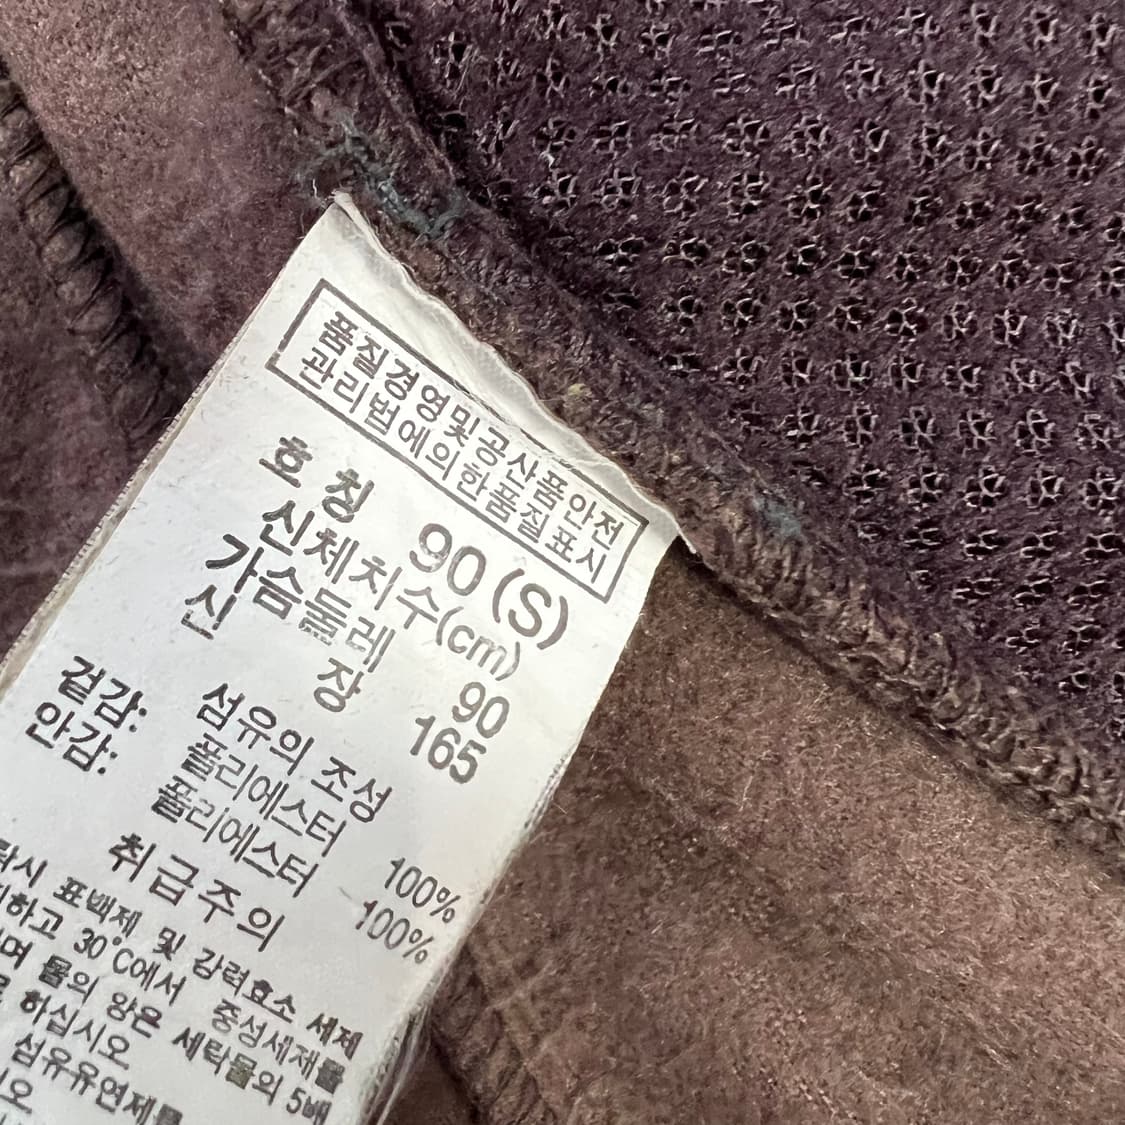 품질경영및공산품안전
관리법에의한품질표시
호 칭 90 (S)
신체치수(cm)
가슴둘레 90
신 장 165
섬유의 조성
겉감: 폴리에스터 100%
안감: 폴리에스터 100%
취급주의
표백제 및 강력효소 세제
하고 30°C에서 중성세제를
물의 양은 세탁물의 5배
하십시오
섬유유연제를